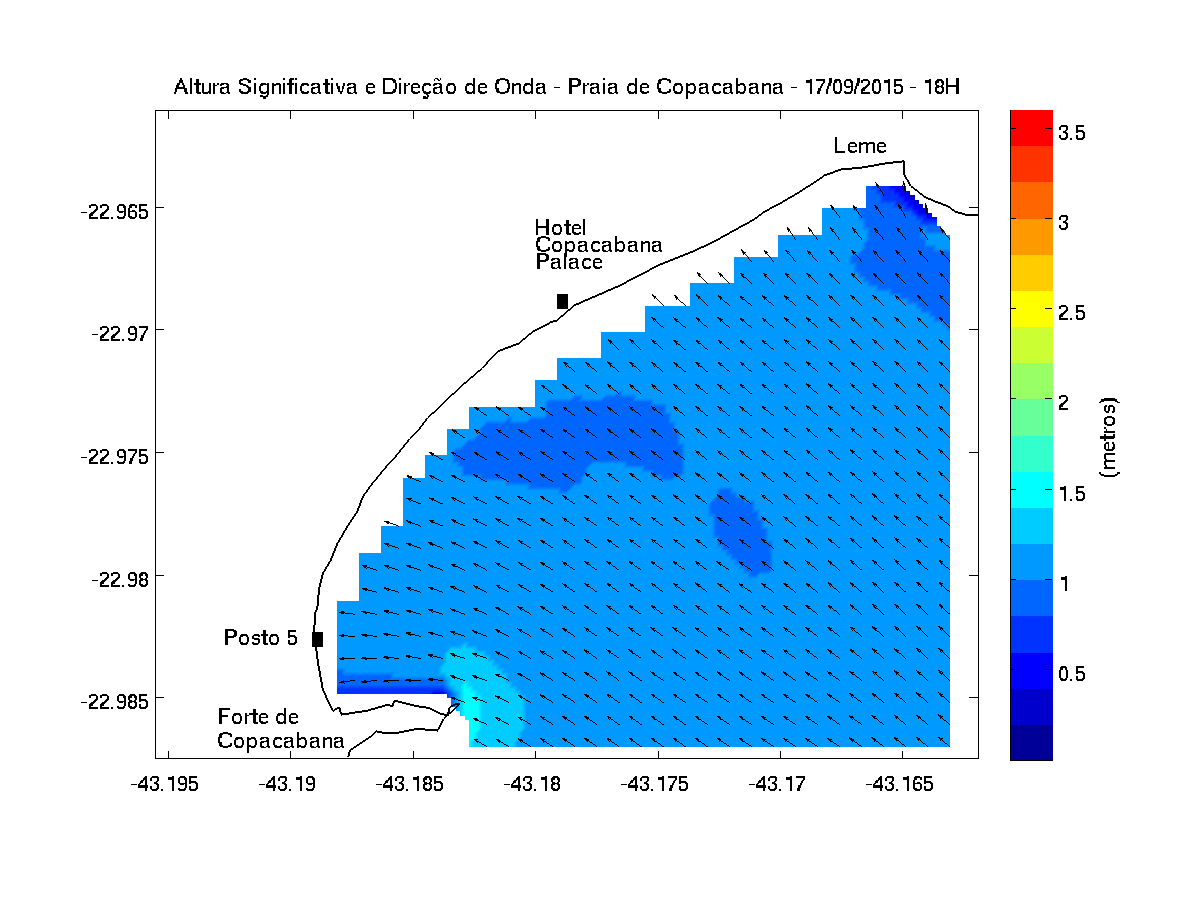 Altura Significativa e Direção de Onda - Praia de Copacabana - 17/09/2015 - 18H
Leme
Hotel
Copacabana
Palace
Posto 5
Forte de
Copacabana
-22.965
-22.97
-22.975
-22.98
-22.985
-43.195
-43.19
-43.185
-43.18
-43.175
-43.17
-43.165
3.5
3
2.5
2
1.5
1
0.5
(metros)